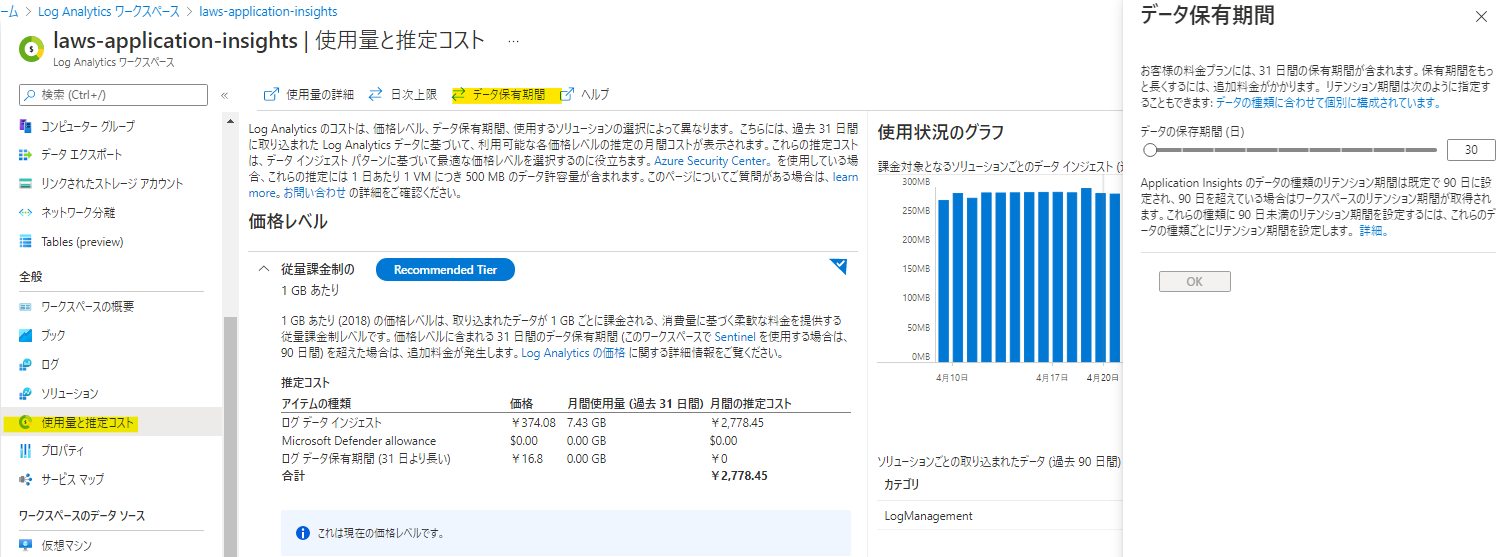 ーム > Log Analytics ワークスペース > laws-application-insights
laws-application-insights | 使用量と推定コスト ...
Log Analytics ワークスペース
検索 (Ctrl+/)
«
コンピューター グループ
データ エクスポート
リンクされたストレージ アカウント
ネットワーク分離
Tables (preview)
全般
ワークスペースの概要
ブック
ログ
ソリューション
使用量と推定コスト
プロパティ
サービス マップ
ワークスペースのデータ ソース
仮想マシン
使用量の詳細 日次上限 データ保有期間 ヘルプ
Log Analytics のコストは、価格レベル、データ保有期間、使用するソリューションの選択によって異なります。こちらには、過去 31 日間
に取り込まれた Log Analytics データに基づいて、利用可能な各価格レベルの推定の月間コストが表示されます。これらの推定コスト
は、データ インジェスト パターンに基づいて最適な価格レベルを選択するのに役立ちます。Azure Security Center。を使用している場
合、これらの推定には 1 日あたり 1 VM につき 500 MB のデータ許容量が含まれます。このページについてご質問がある場合は、learn
more。お問い合わせ の詳細をご確認ください。
価格レベル
従量課金制の Recommended Tier
1 GB あたり
1 GB あたり (2018) の価格レベルは、取り込まれたデータが 1 GB ごとに課金される、消費量に基づく柔軟な料金を提供する
従量課金制レベルです。価格レベルに含まれる 31 日間のデータ保有期間 (このワークスペースで Sentinel を使用する場合は、
90 日間) を超えた場合は、追加料金が発生します。Log Analytics の価格 に関する詳細情報をご覧ください。
推定コスト
アイテムの種類 価格 月間使用量 (過去 31 日間) 月間の推定コスト
ログ データ インジェスト ￥374.08 7.43 GB ￥2,778.45
Microsoft Defender allowance $0.00 0.00 GB $0.00
ログ データ保有期間 (31 日より長い) ￥16.8 0.00 GB ￥0
合計 ￥2,778.45
これは現在の価格レベルです。
使用状況のグラフ
課金対象となるソリューションごとのデータ インジェスト (
300MB
250MB
200MB
150MB
100MB
50MB
0MB
4月10日 4月17日 4月20日
ソリューションごとの取り込まれたデータ (過去 90 日間)
カテゴリ
LogManagement
データ保有期間
お客様の料金プランには、31 日間の保有期間が含まれます。保有期間をもっ
と長くするには、追加料金がかかります。リテンション期間は次のように指定す
ることもできます: データの種類に合わせて個別に構成されています。
データの保存期間 (日)
30
Application Insights のデータの種類のリテンション期間は既定で 90 日に設
定され、90 日を超えている場合はワークスペースのリテンション期間が取得され
ます。これらの種類に 90 日未満のリテンション期間を設定するには、これらのデ
ータの種類ごとにリテンション期間を設定します。 詳細。
OK